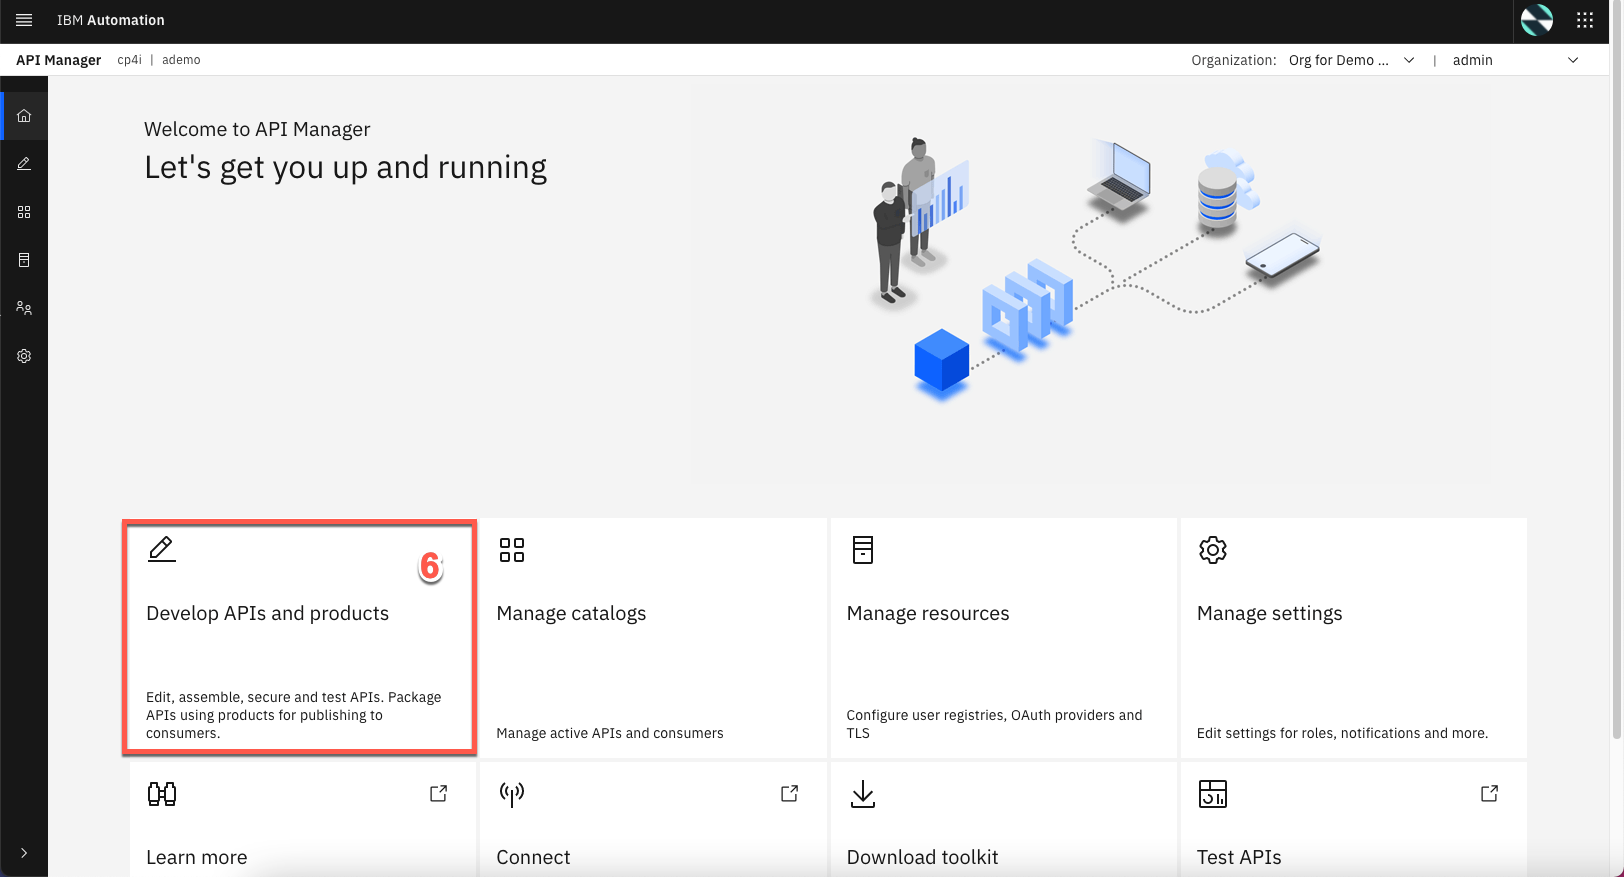 IBM Automation
API Manager cp4i | ademo Organization: Org for Demo ... | admin
Welcome to API Manager
Let's get you up and running
6
Develop APIs and products
Edit, assemble, secure and test APIs. Package
APIs using products for publishing to
consumers.
Manage catalogs
Manage active APIs and consumers
Manage resources
Configure user registries, OAuth providers and
TLS
Manage settings
Edit settings for roles, notifications and more.
Learn more
Connect
Download toolkit
Test APIs